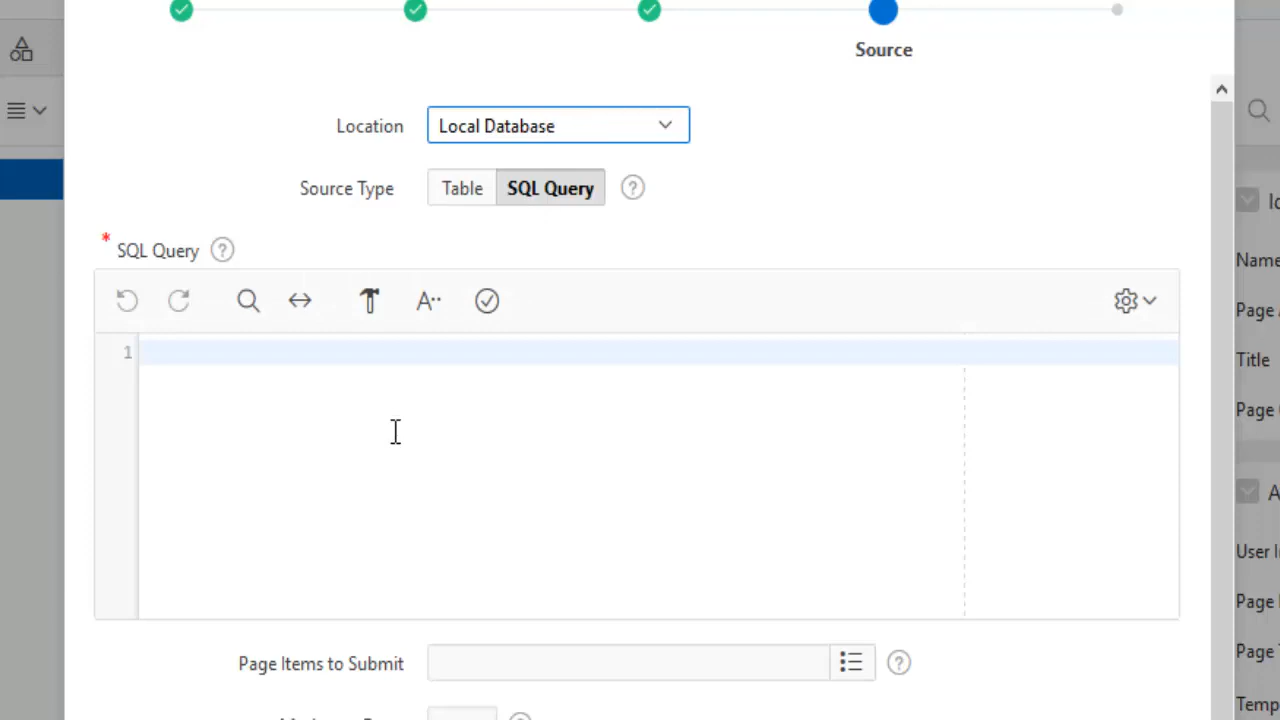 Source
Location
Local Database
Source Type
Table
SQL Query
* SQL Query
A
1
Name
Page
Title
Page
User
Page
Page
Page Items to Submit